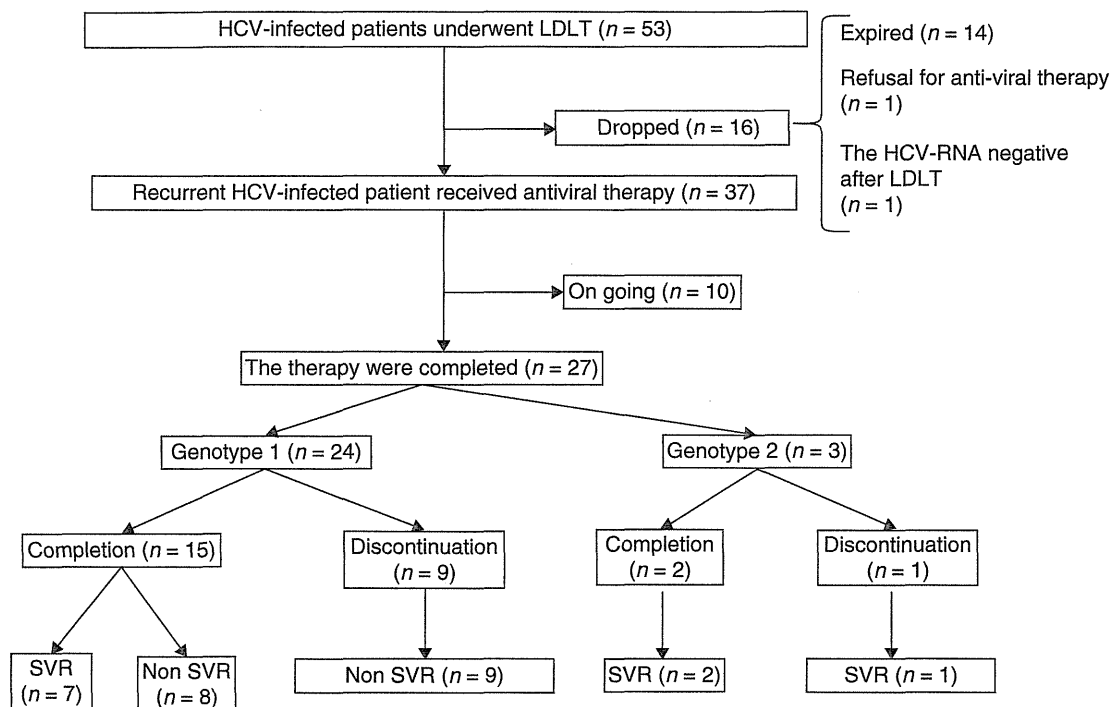 HCV-infected patients underwent LDLT (n = 53)
Expired (n = 14)
Refusal for anti-viral therapy
(n = 1)
Dropped (n = 16)
The HCV-RNA negative
after LDLT
(n = 1)
Recurrent HCV-infected patient received antiviral therapy (n = 37)
On going (n = 10)
The therapy were completed (n = 27)
Genotype 1 (n = 24)
Genotype 2 (n = 3)
Completion (n = 15)
Discontinuation
(n = 9)
Completion
(n = 2)
Discontinuation
(n = 1)
SVR
(n = 7)
Non SVR
(n = 8)
Non SVR (n = 9)
SVR (n = 2)
SVR (n = 1)